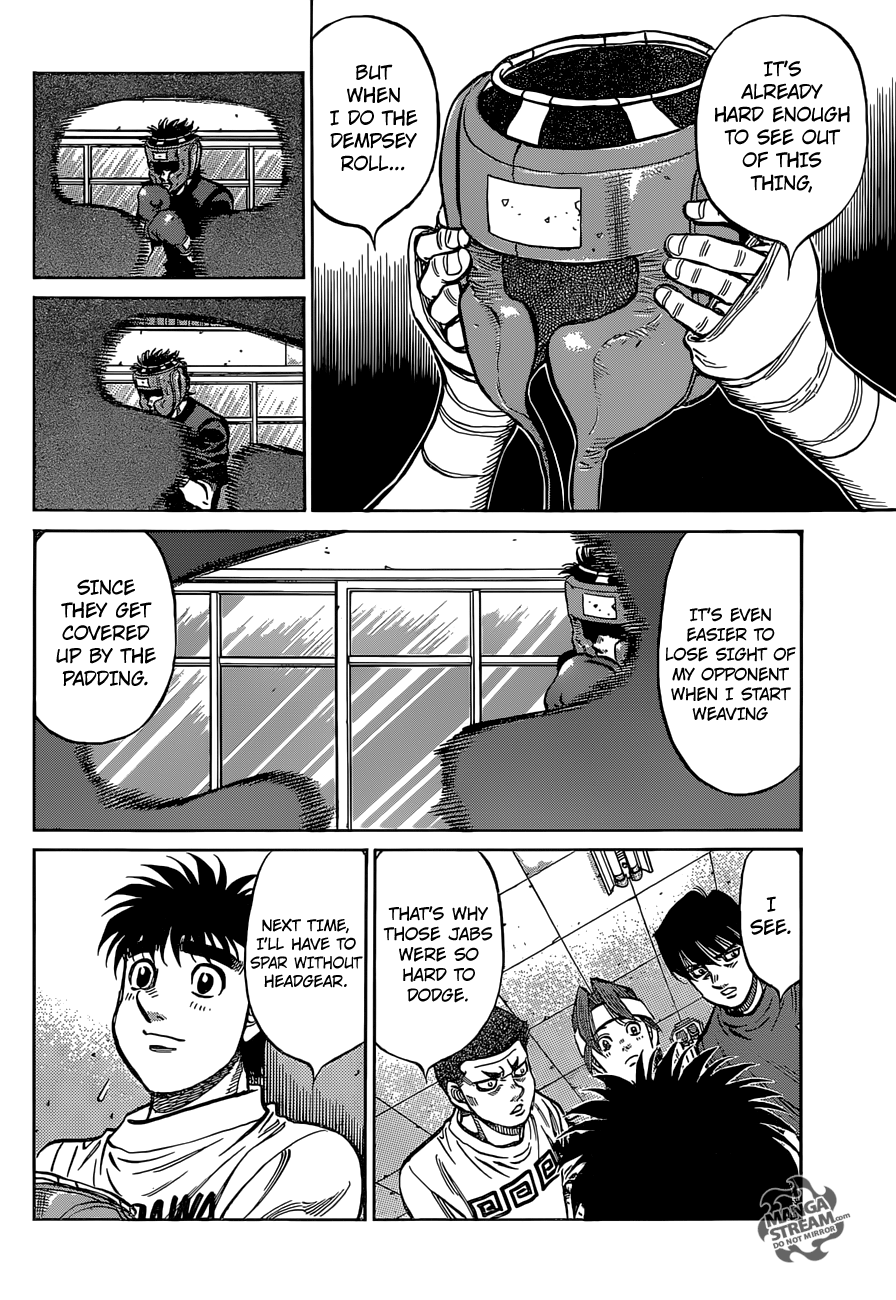 IT'S
ALREADY
HARD ENOUGH
TO SEE OUT
OF THIS
THING,
BUT
WHEN
I DO THE
DEMPSEY
ROLL...
IT'S EVEN
EASIER TO
LOSE SIGHT OF
MY OPPONENT
WHEN I START
WEAVING
SINCE
THEY GET
COVERED
UP BY THE
PADDING.
I
SEE.
THAT'S WHY
THOSE JABS
WERE SO
HARD TO
DODGE.
NEXT TIME,
I'LL HAVE TO
SPAR WITHOUT
HEADGEAR.
MANGA
STREAM.com
DO NOT MIRROR